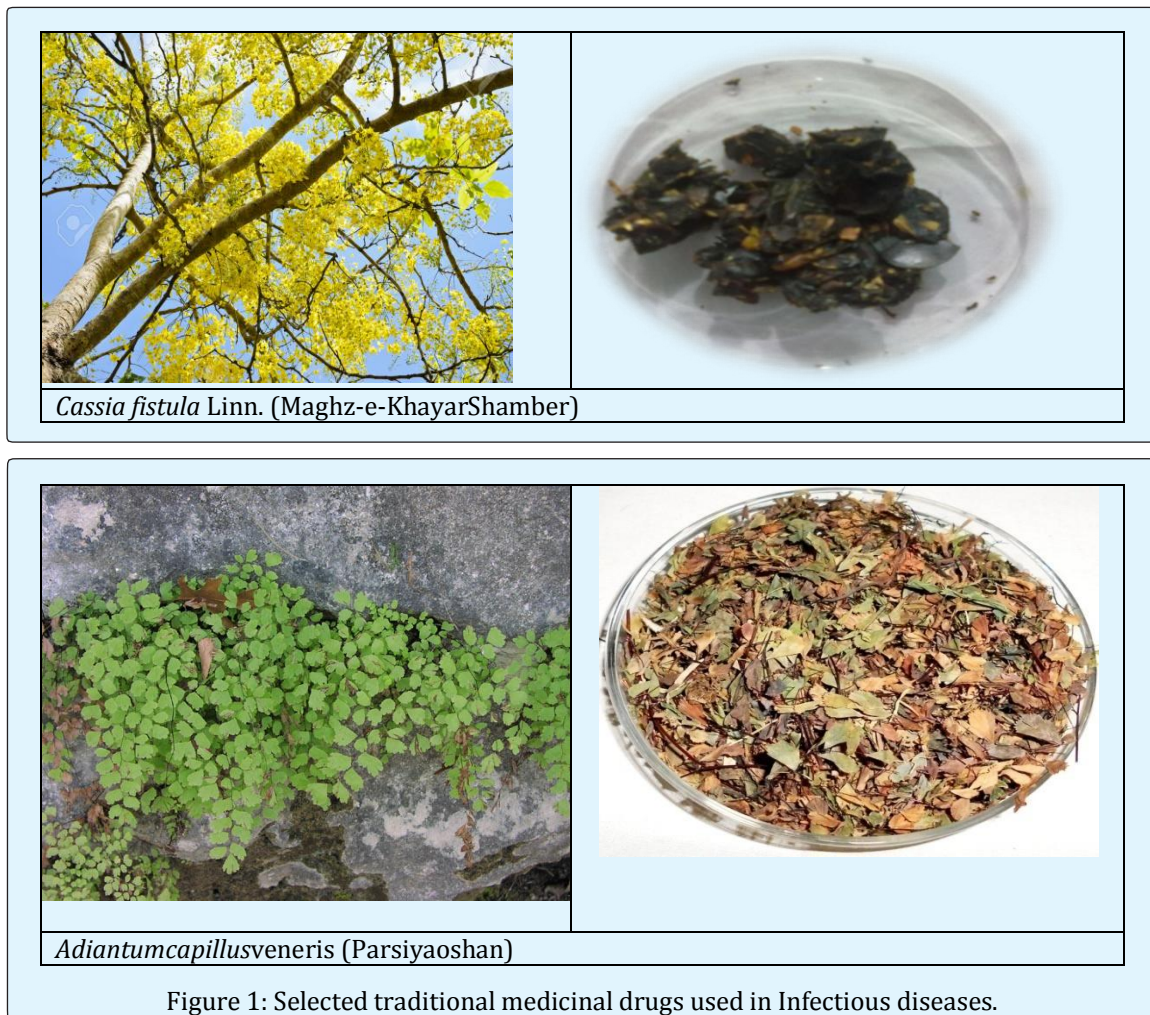 Cassia fistula Linn. (Maghz-e-KhayarShamber)
Adiantumcapillusveneris (Parsiyaoshan)
Figure 1: Selected traditional medicinal drugs used in Infectious diseases.